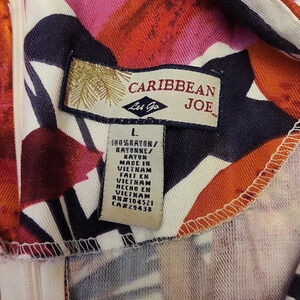 CARIBBEAN
Let Go
JOE
L
100%RAYON/
RAYONNE/
RAYON
MADE IN
VIETNAM
FAIT EN
VIETNAM
HECHO EN
VIETNAM
RN#104521
CA#29438